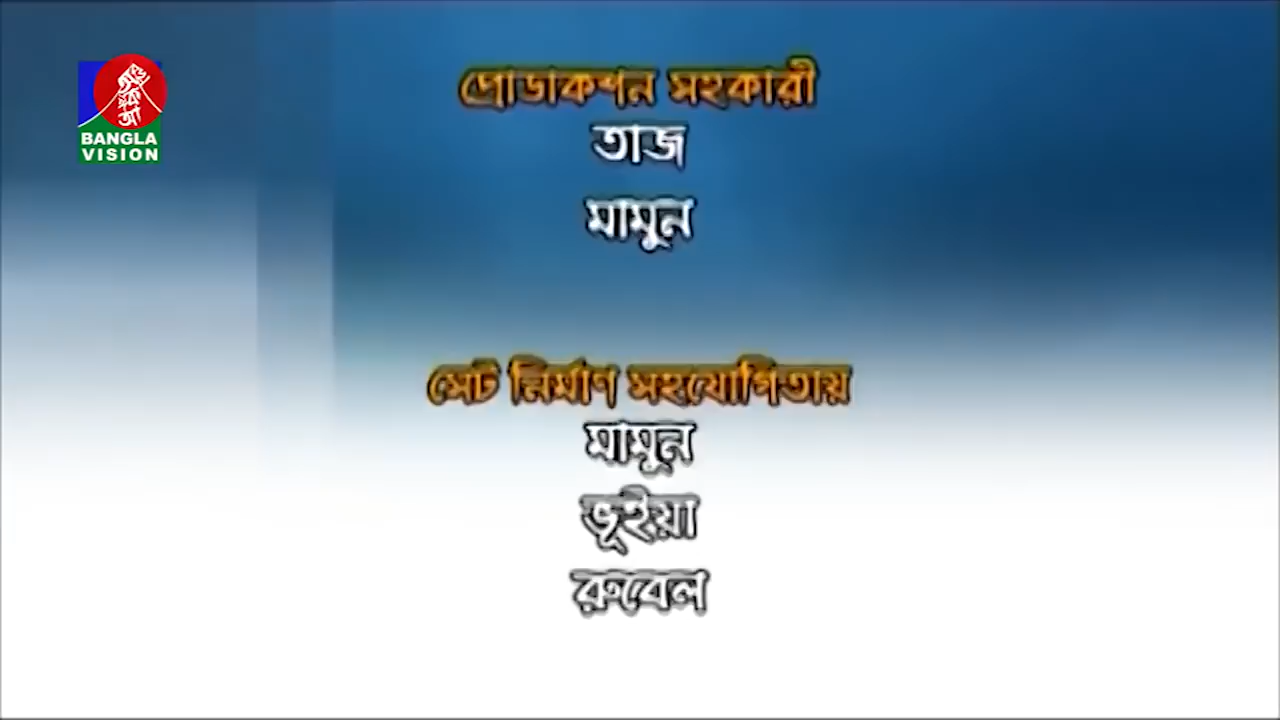 BANGLA
VISION
প্রোডাকশন সহকারী
তাজ
মামুন
সেট নির্মাণ সহযোগিতায়
মামুন
ভূইয়া
রুবেল